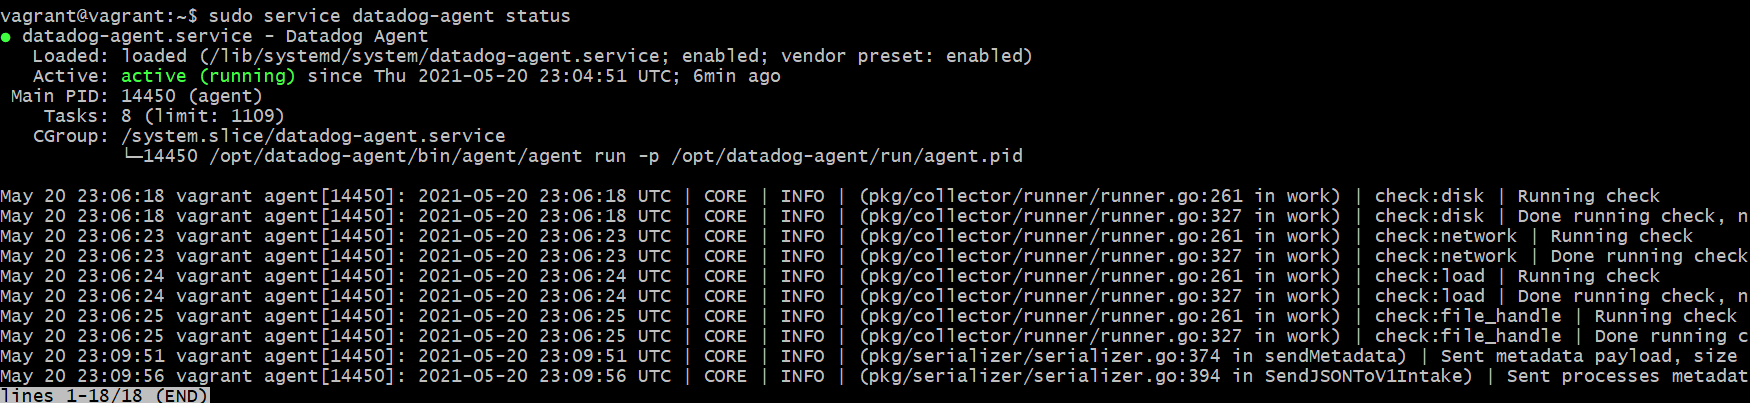 vagrant@vagrant:~$ sudo service datadog-agent status
● datadog-agent.service - Datadog Agent
   Loaded: loaded (/lib/systemd/system/datadog-agent.service; enabled; vendor preset: enabled)
   Active: active (running) since Thu 2021-05-20 23:04:51 UTC; 6min ago
 Main PID: 14450 (agent)
    Tasks: 8 (limit: 1109)
   CGroup: /system.slice/datadog-agent.service
           └─14450 /opt/datadog-agent/bin/agent/agent run -p /opt/datadog-agent/run/agent.pid

May 20 23:06:18 vagrant agent[14450]: 2021-05-20 23:06:18 UTC | CORE | INFO | (pkg/collector/runner/runner.go:261 in work) | check:disk | Running check
May 20 23:06:18 vagrant agent[14450]: 2021-05-20 23:06:18 UTC | CORE | INFO | (pkg/collector/runner/runner.go:327 in work) | check:disk | Done running check, n
May 20 23:06:23 vagrant agent[14450]: 2021-05-20 23:06:23 UTC | CORE | INFO | (pkg/collector/runner/runner.go:261 in work) | check:network | Running check
May 20 23:06:23 vagrant agent[14450]: 2021-05-20 23:06:23 UTC | CORE | INFO | (pkg/collector/runner/runner.go:327 in work) | check:network | Done running check
May 20 23:06:24 vagrant agent[14450]: 2021-05-20 23:06:24 UTC | CORE | INFO | (pkg/collector/runner/runner.go:261 in work) | check:load | Running check
May 20 23:06:24 vagrant agent[14450]: 2021-05-20 23:06:24 UTC | CORE | INFO | (pkg/collector/runner/runner.go:327 in work) | check:load | Done running check, n
May 20 23:06:25 vagrant agent[14450]: 2021-05-20 23:06:25 UTC | CORE | INFO | (pkg/collector/runner/runner.go:261 in work) | check:file_handle | Running check
May 20 23:06:25 vagrant agent[14450]: 2021-05-20 23:06:25 UTC | CORE | INFO | (pkg/collector/runner/runner.go:327 in work) | check:file_handle | Done running c
May 20 23:09:51 vagrant agent[14450]: 2021-05-20 23:09:51 UTC | CORE | INFO | (pkg/serializer/serializer.go:374 in sendMetadata) | Sent metadata payload, size
May 20 23:09:56 vagrant agent[14450]: 2021-05-20 23:09:56 UTC | CORE | INFO | (pkg/serializer/serializer.go:394 in SendJSONToV1Intake) | Sent processes metadat
lines 1-18/18 (END)